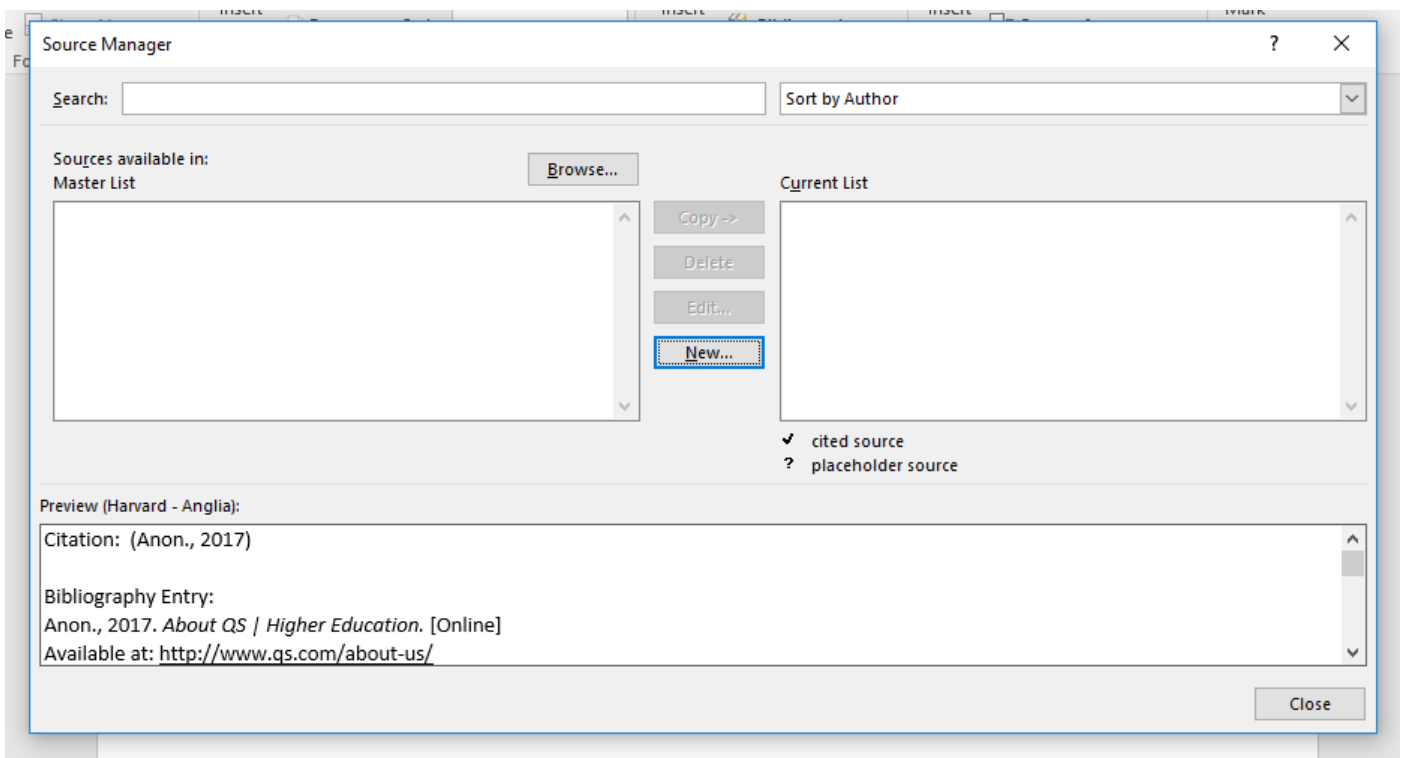 Source Manager
?
Search:
Sort by Author
Sources available in:
Master List
Browse...
Current List
Copy ->
Delete
Edit...
New...
cited source
? placeholder source
Preview (Harvard - Anglia):
Citation: (Anon., 2017)
Bibliography Entry:
Anon., 2017. About QS | Higher Education. [Online]
Available at: http://www.qs.com/about-us/
Close